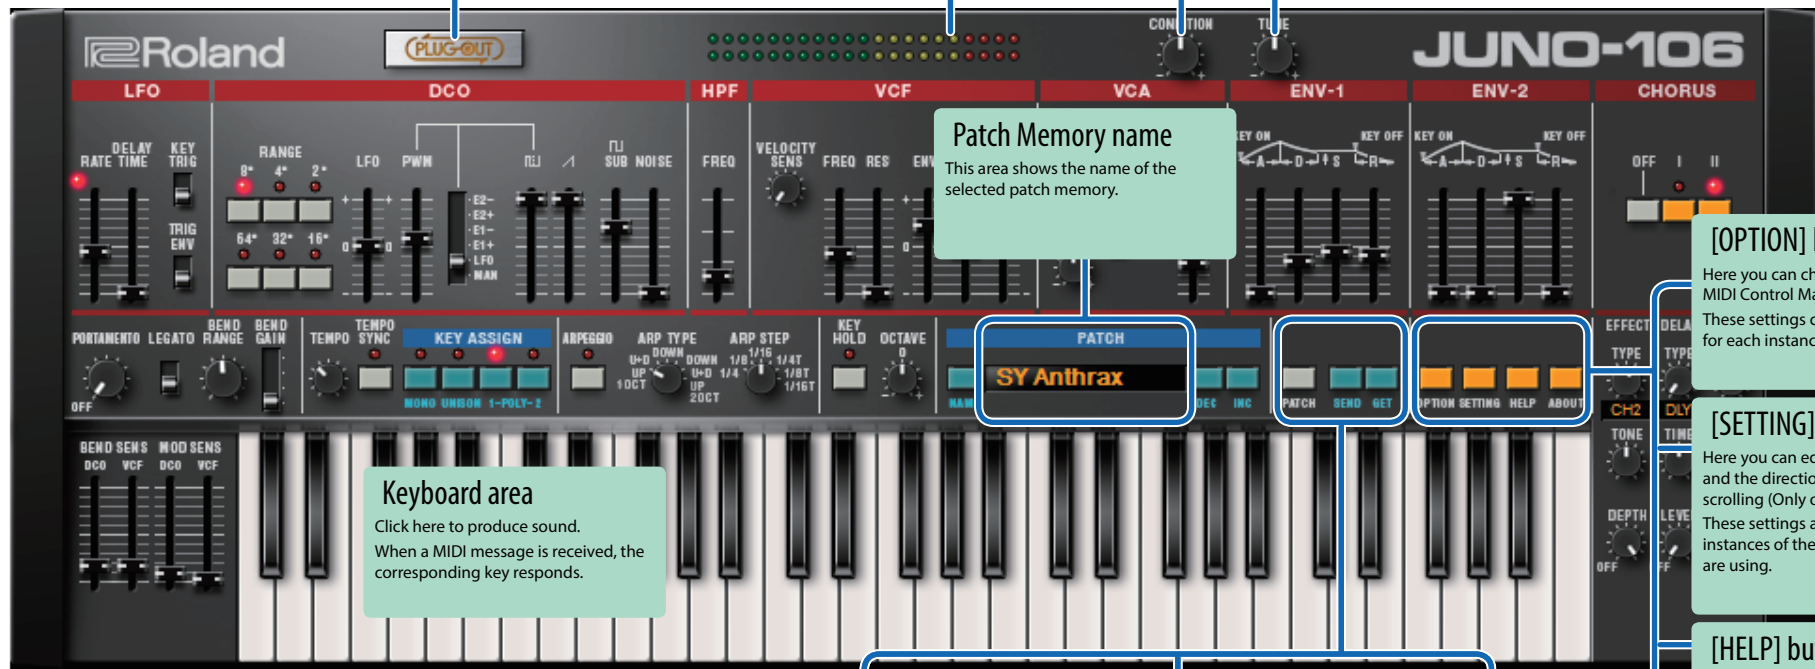 Roland
PLUG-OUT
CONDITION
TUNE
JUNO-106
LFO
DCO
HPF
VCF
VCA
ENV-1
ENV-2
CHORUS
RATE
DELAY TIME
KEY TRIG
TRIG ENV
RANGE
8' 4' 2'
64' 32' 16'
LFO PWM
E2-
E2+
E1-
E1+
LFO
MAN
SUB NOISE
FREQ
VELOCITY SENS
FREQ RES
Patch Memory name
This area shows the name of the
selected patch memory.
KEY OFF
A D S R
KEY ON KEY OFF
A D S R
OFF I II
[OPTION]
Here you can
MIDI Control
These settings
for each
PORTAMENTO LEGATO
OFF
BEND RANGE
BEND GAIN
TEMPO
TEMPO SYNC
KEY ASSIGN
MONO UNISON 1-POLY-2
ARPEGGIO
ARP TYPE
U+D DOWN DOWN
UP U+D
1OCT UP
2OCT
ARP STEP
1/8 1/16 1/4T
1/4 1/8T
1/16T
KEY HOLD
OCTAVE
0
PATCH
SY Anthrax
DEC INC
PATCH SEND GET
OPTION SETTING HELP ABOUT
EFFECT
TYPE
CH2
TONE
DEPTH
OFF
TYPE
DLY
TIME
[SETTING]
Here you can
and the
scrolling (Only
These settings
instances of the
are using.
BEND SENS MOD SENS
DCO VCF DCO VCF
Keyboard area
Click here to produce sound.
When a MIDI message is received, the
corresponding key responds.
[HELP]